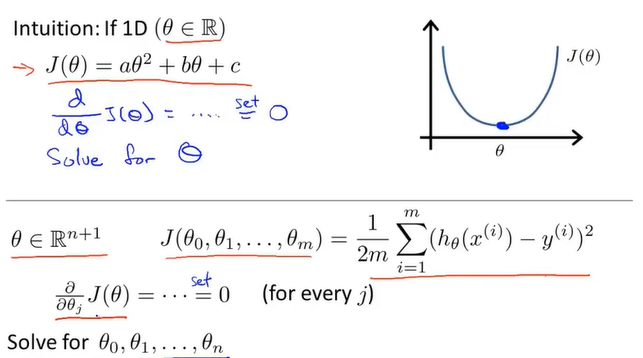 Intuition: If 1D (θ ∈ ℝ)
→ J(θ) = aθ² + bθ + c
d/dθ J(θ) = .... set = 0
Solve for θ
J(θ)
θ
θ ∈ ℝⁿ⁺¹ J(θ₀, θ₁, . . . , θₘ) = 1/2m ∑ᵢ₌₁ᵐ (h_θ(x⁽ⁱ⁾) − y⁽ⁱ⁾)²
∂/∂θⱼ J(θ) = · · · set = 0 (for every j)
Solve for θ₀, θ₁, . . . , θₙ